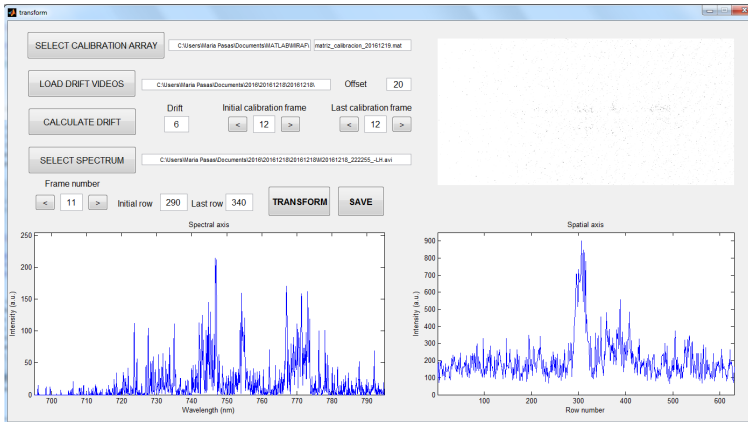 transform
SELECT CALIBRATION ARRAY
C:\Users\Maria Pasas\Documents\MATLAB\MIRAF\
matriz_calibracion_20161219.mat
LOAD DRIFT VIDEOS
C:\Users\Maria Pasas\Documents\2016\20161218\20161218\
Offset
20
Drift
Initial calibration frame
Last calibration frame
CALCULATE DRIFT
6
<
12
>
<
12
>
SELECT SPECTRUM
C:\Users\Maria Pasas\Documents\2016\20161218\20161218\M20161218_222255_-LH.avi
Frame number
<
11
>
Initial row
290
Last row
340
TRANSFORM
SAVE
Spectral axis
Intensity (a.u.)
250
200
150
100
50
0
700
710
720
730
740
750
760
770
780
790
Wavelength (nm)
Spatial axis
Intensity (a.u.)
900
800
700
600
500
400
300
200
100
0
100
200
300
400
500
600
Row number